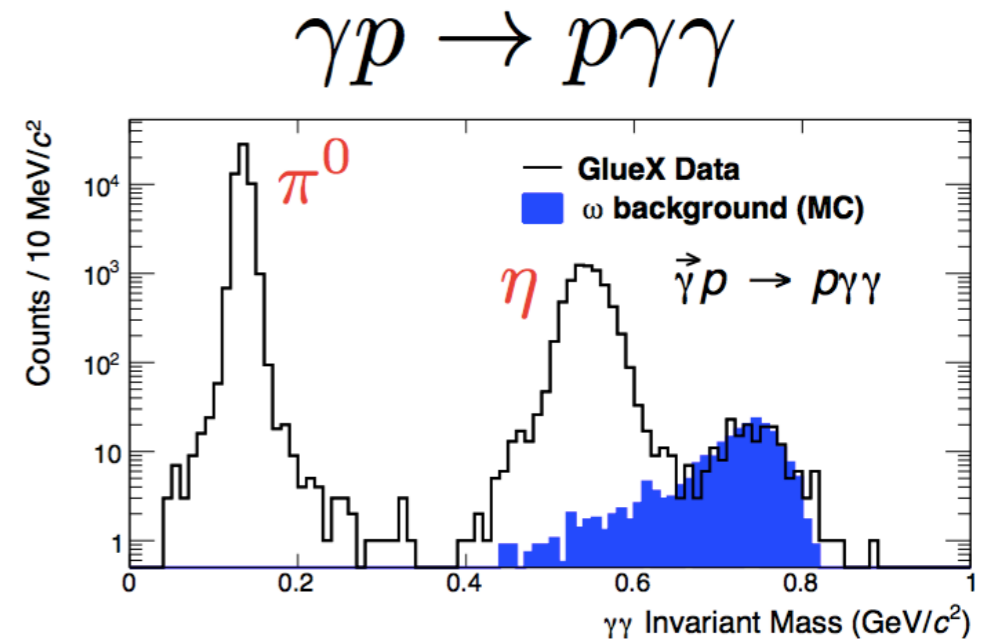 γp → pγγ
Counts / 10 MeV/c²
10⁴
10³
10²
10
1
π⁰
η
GlueX Data
ω background (MC)
γ⃗p → pγγ
0 0.2 0.4 0.6 0.8 1
γγ Invariant Mass (GeV/c²)